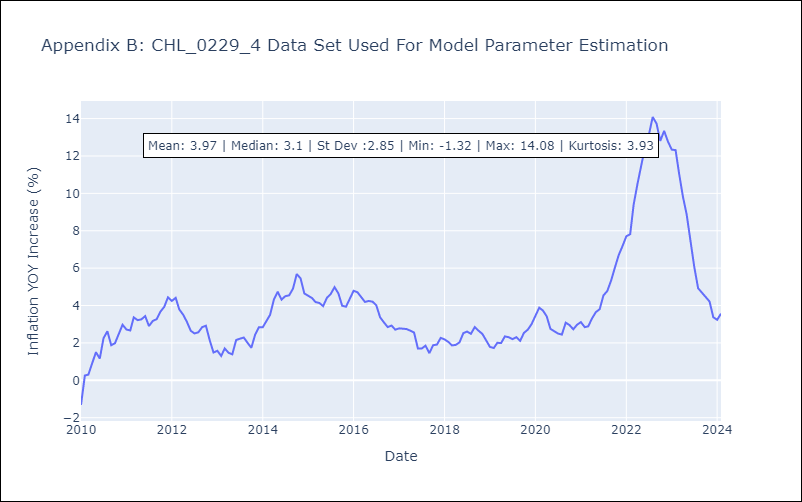 Appendix B: CHL_0229_4 Data Set Used For Model Parameter Estimation
14
Mean: 3.97 | Median: 3.1 | St Dev :2.85 | Min: -1.32 | Max: 14.08 | Kurtosis: 3.93
12
10
8
6
4
2
0
−2
Inflation YOY Increase (%)
2010 2012 2014 2016 2018 2020 2022 2024
Date